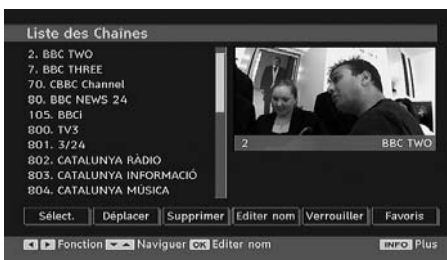 Liste des Chaînes
2. BBC TWO
7. BBC THREE
70. CBBC Channel
80. BBC NEWS 24
105. BBCi
800. TV3
801. 3/24
802. CATALUNYA RÀDIO
803. CATALUNYA INFORMACIÓ
804. CATALUNYA MÚSICA
2 BBC TWO
Sélect. Déplacer Supprimer Editer nom Verrouiller Favoris
Fonction Naviguer OK Editer nom INFO Plus